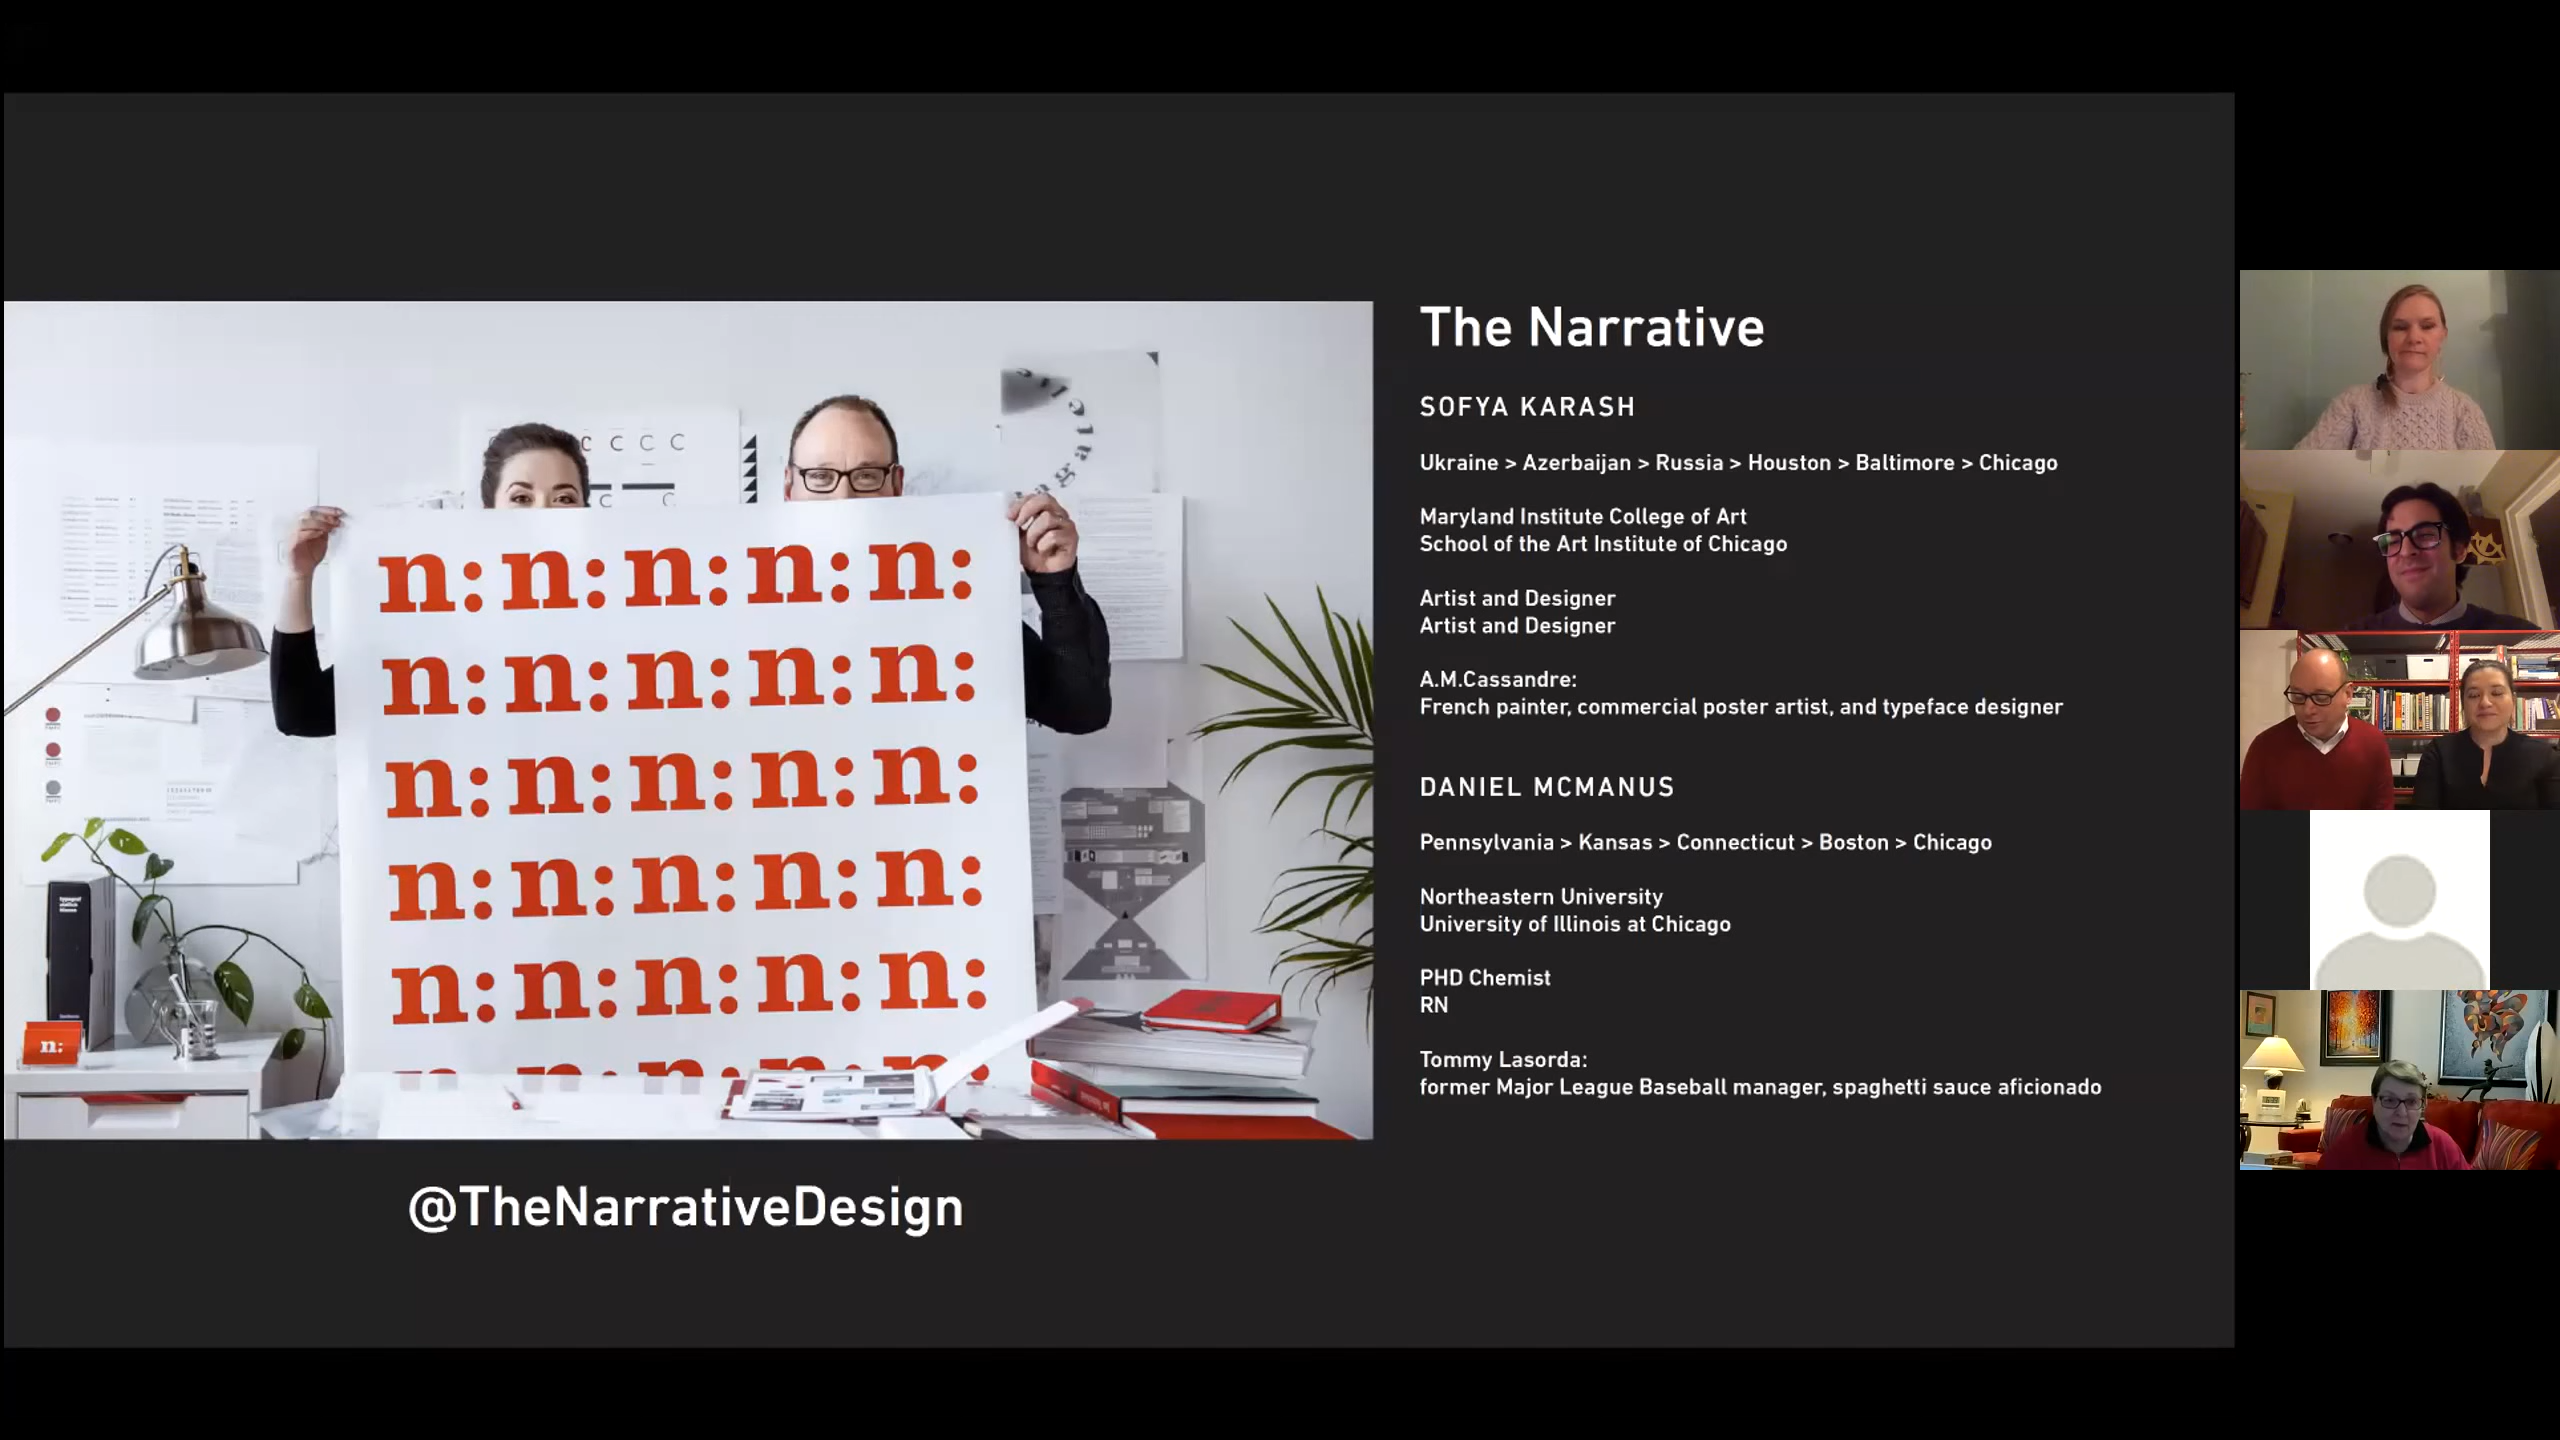 The Narrative
SOFYA KARASH
Ukraine > Azerbaijan > Russia > Houston > Baltimore > Chicago
Maryland Institute College of Art
School of the Art Institute of Chicago
Artist and Designer
Artist and Designer
A.M.Cassandre:
French painter, commercial poster artist, and typeface designer
DANIEL MCMANUS
Pennsylvania > Kansas > Connecticut > Boston > Chicago
Northeastern University
University of Illinois at Chicago
PHD Chemist
RN
Tommy Lasorda:
former Major League Baseball manager, spaghetti sauce aficionado
C C C C
C C
n: n: n: n: n:
n: n: n: n: n:
n: n: n: n: n:
n: n: n: n: n:
n: n: n: n: n:
n: n: n: n: n:
n:
@TheNarrativeDesign